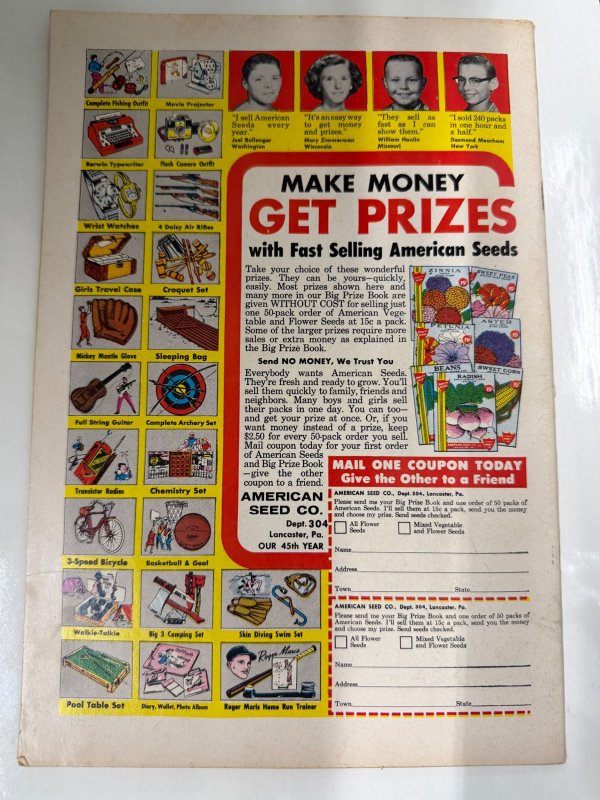 Complete Fishing Outfit
Movie Projector
Berwin Typewriter
Flash Camera Outfit
Wrist Watches
4 Daisy Air Rifles
Girls Travel Case
Croquet Set
Mickey Mantle Glove
Sleeping Bag
Full String Guitar
Complete Archery Set
Transistor Radios
Chemistry Set
3-Speed Bicycle
Basketball & Goal
Walkie-Talkie
Big 3 Camping Set
Skin Diving Swim Set
Pool Table Set
Diary, Wallet, Photo Album
Roger Maris
Roger Maris Home Run Trainer
"I sell American
Seeds every
year."
Joel Bellenger
Washington
"It's an easy way
to get money
and prizes."
Mary Zimmerman
Wisconsin
"They sell as
fast as I can
show them."
William Hanlin
Missouri
"I sold 240 packs
in one hour and
a half."
Desmond Meacham
New York
MAKE MONEY
GET PRIZES
with Fast Selling American Seeds
Take your choice of these wonderful
prizes. They can be yours—quickly,
easily. Most prizes shown here and
many more in our Big Prize Book are
given WITHOUT COST for selling just
one 50-pack order of American Vege-
table and Flower Seeds at 15c a pack.
Some of the larger prizes require more
sales or extra money as explained in
the Big Prize Book.
Send NO MONEY, We Trust You
Everybody wants American Seeds.
They're fresh and ready to grow. You'll
sell them quickly to family, friends and
neighbors. Many boys and girls sell
their packs in one day. You can too—
and get your prize at once. Or, if you
want money instead of a prize, keep
$2.50 for every 50-pack order you sell.
Mail coupon today for your first order
of American Seeds
and Big Prize Book
—give the other
coupon to a friend.
AMERICAN
SEED CO.
Dept. 304
Lancaster, Pa.
OUR 45th YEAR
ZINNIA
SWEET PEAS
PETUNIA
ASTER
BEANS
RADISH
SWEET CORN
MAIL ONE COUPON TODAY
Give the Other to a Friend
AMERICAN SEED CO., Dept. 304, Lancaster, Pa.
Please send me your Big Prize Book and one order of 50 packs of
American Seeds. I'll sell them at 15c a pack, send you the money
and choose my prize. Send seeds checked.
All Flower
Seeds
Mixed Vegetable
and Flower Seeds
Name
Address
Town State
AMERICAN SEED CO., Dept. 304, Lancaster, Pa.
Please send me your Big Prize Book and one order of 50 packs of
American Seeds. I'll sell them at 15c a pack, send you the money
and choose my prize. Send seeds checked.
All Flower
Seeds
Mixed Vegetable
and Flower Seeds
Name
Address
Town State